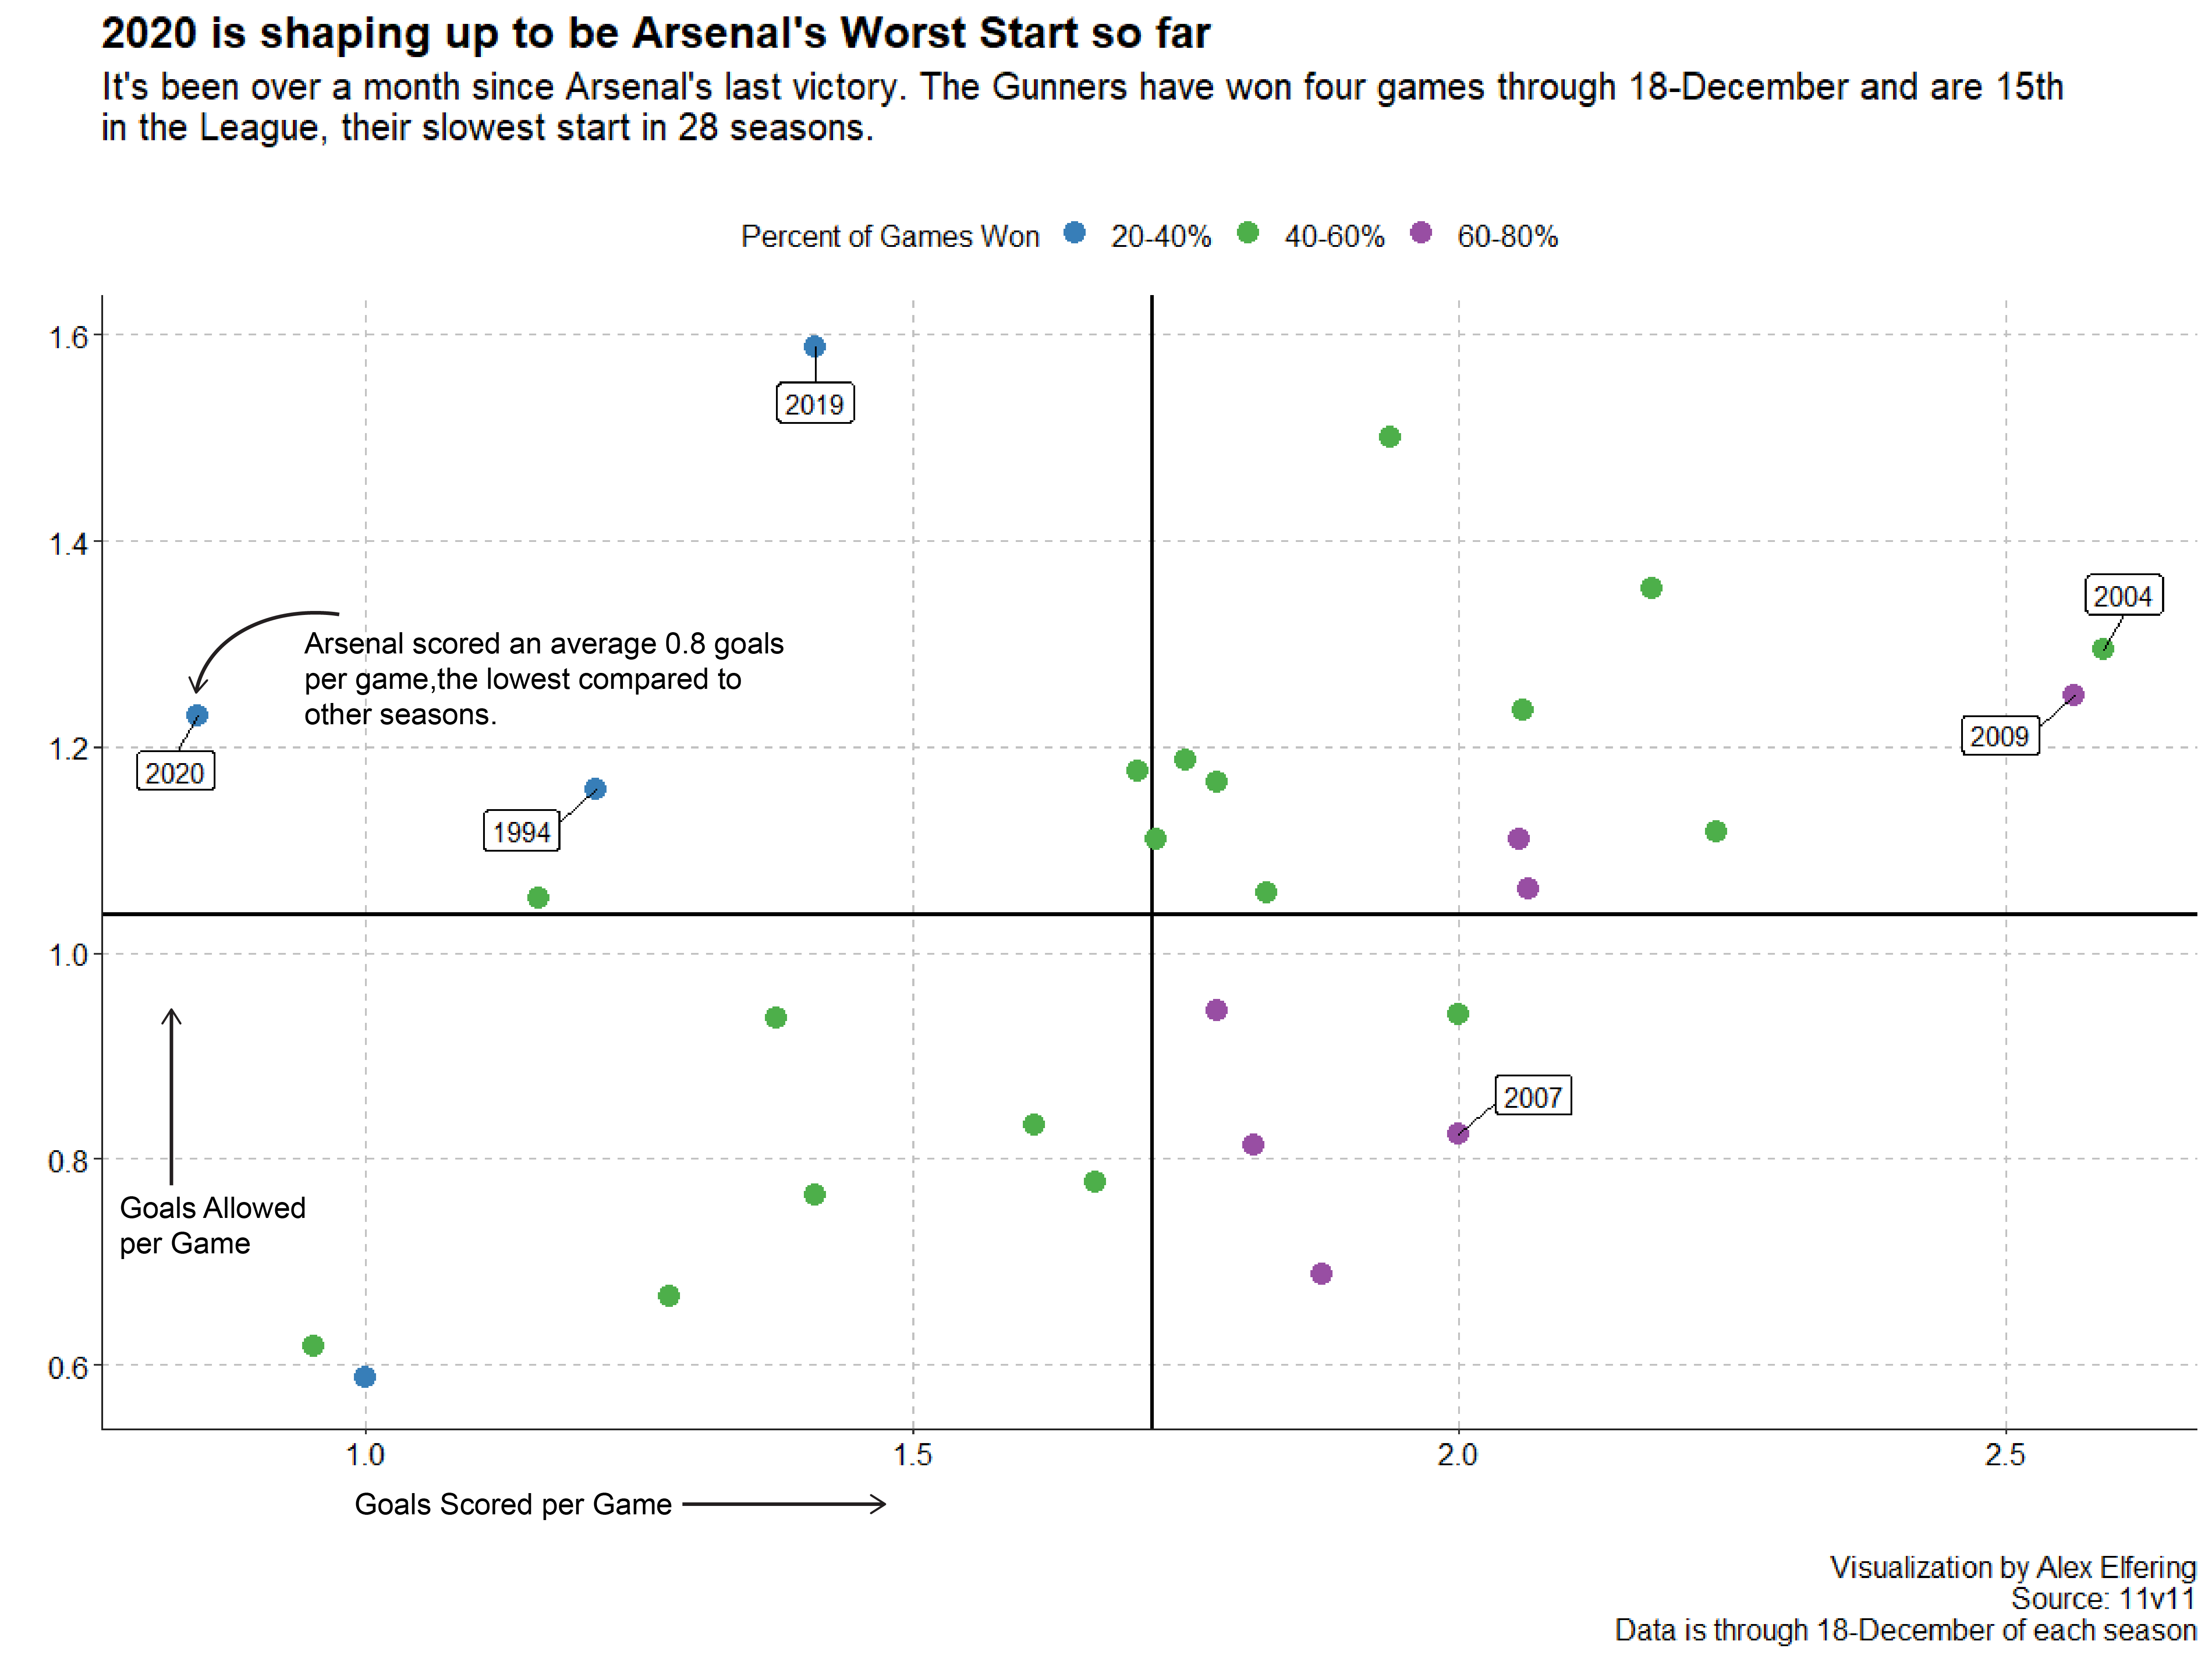 2020 is shaping up to be Arsenal's Worst Start so far
It's been over a month since Arsenal's last victory. The Gunners have won four games through 18-December and are 15th
in the League, their slowest start in 28 seasons.
Percent of Games Won 20-40% 40-60% 60-80%
1.6
2019
1.4
2004
Arsenal scored an average 0.8 goals
per game,the lowest compared to
other seasons.
2009
1.2
2020
1994
1.0
2007
0.8
Goals Allowed
per Game
0.6
1.0 1.5 2.0 2.5
Goals Scored per Game
Visualization by Alex Elfering
Source: 11v11
Data is through 18-December of each season